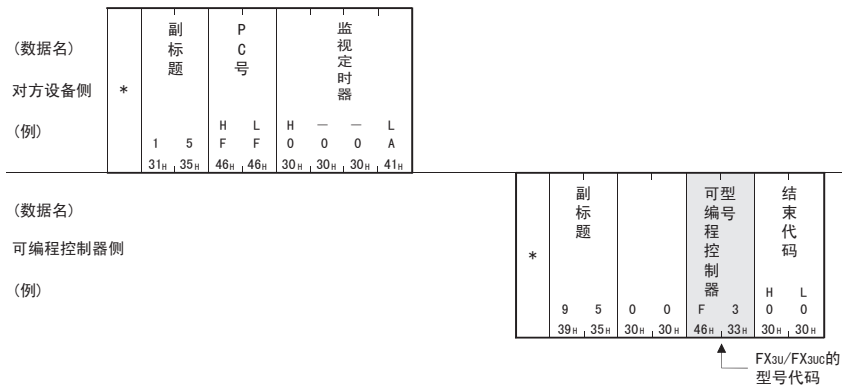 (数据名)
对方设备侧
(例)
*
副标题
PC号
监视定时器
H L H — — L
1 5 F F 0 0 0 A
31H 35H 46H 46H 30H 30H 30H 41H
(数据名)
可编程控制器侧
(例)
*
副标题
可编程控制器
型号
结束代码
H L
9 5 0 0 F 3 0 0
39H 35H 30H 30H 46H 33H 30H 30H
FX3U/FX3UC的
型号代码